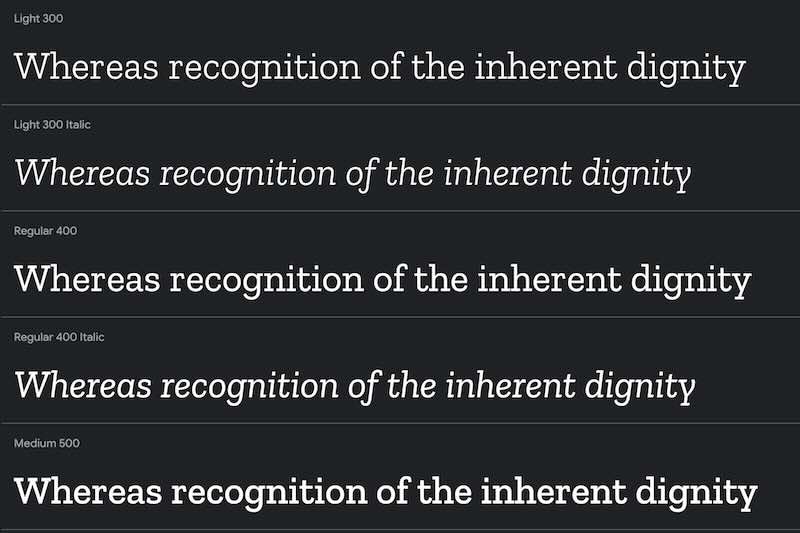 Light 300
Whereas recognition of the inherent dignity
Light 300 Italic
Whereas recognition of the inherent dignity
Regular 400
Whereas recognition of the inherent dignity
Regular 400 Italic
Whereas recognition of the inherent dignity
Medium 500
Whereas recognition of the inherent dignity